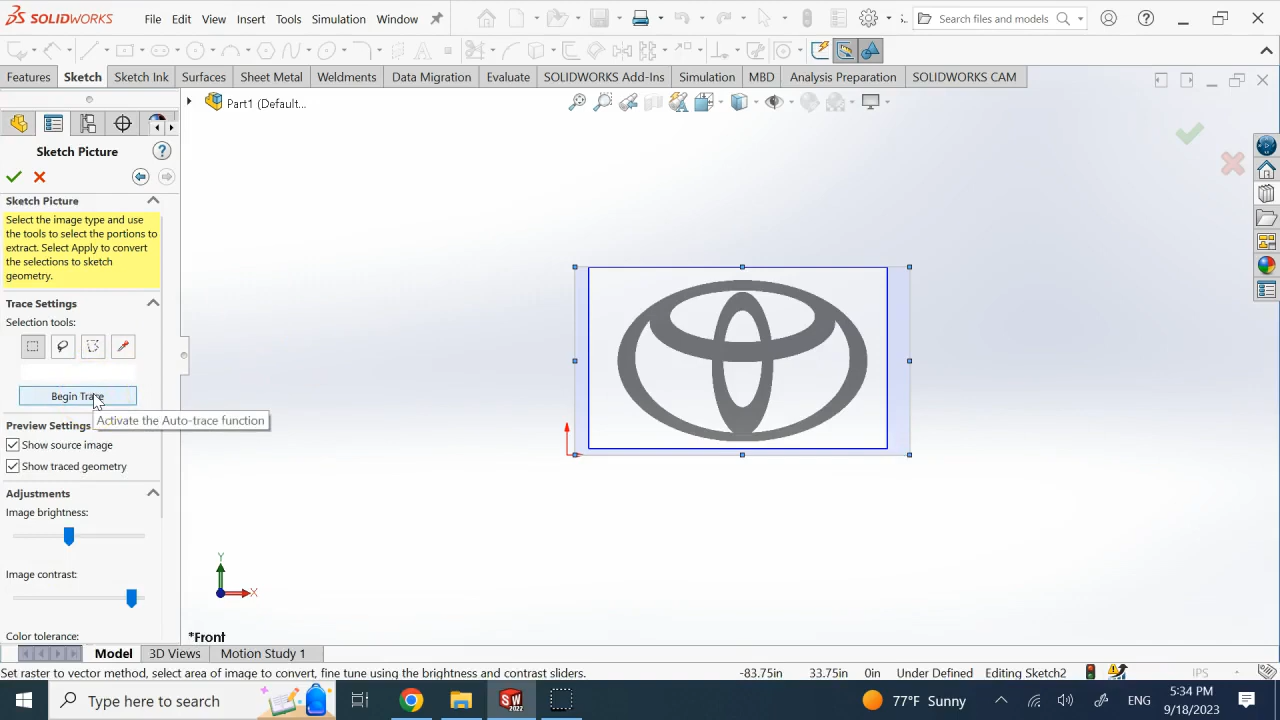 SOLIDWORKS File Edit View Insert Tools Simulation Window Search files and models
Features Sketch Sketch Ink Surfaces Sheet Metal Weldments Data Migration Evaluate SOLIDWORKS Add-Ins Simulation MBD Analysis Preparation SOLIDWORKS CAM
Part1 (Default...
Sketch Picture
Sketch Picture
Select the image type and use
the tools to select the portions to
extract. Select Apply to convert
the selections to sketch
geometry.
Trace Settings
Selection tools:
Begin Trace
Activate the Auto-trace function
Preview Settings
Show source image
Show traced geometry
Adjustments
Image brightness:
Image contrast:
Color tolerance:
Y
X
*Front
Model 3D Views Motion Study 1
Set raster to vector method, select area of image to convert, fine tune using the brightness and contrast sliders. -83.75in 33.75in 0in Under Defined Editing Sketch2 IPS
Type here to search SW 2022 77°F Sunny ENG 5:34 PM
9/18/2023